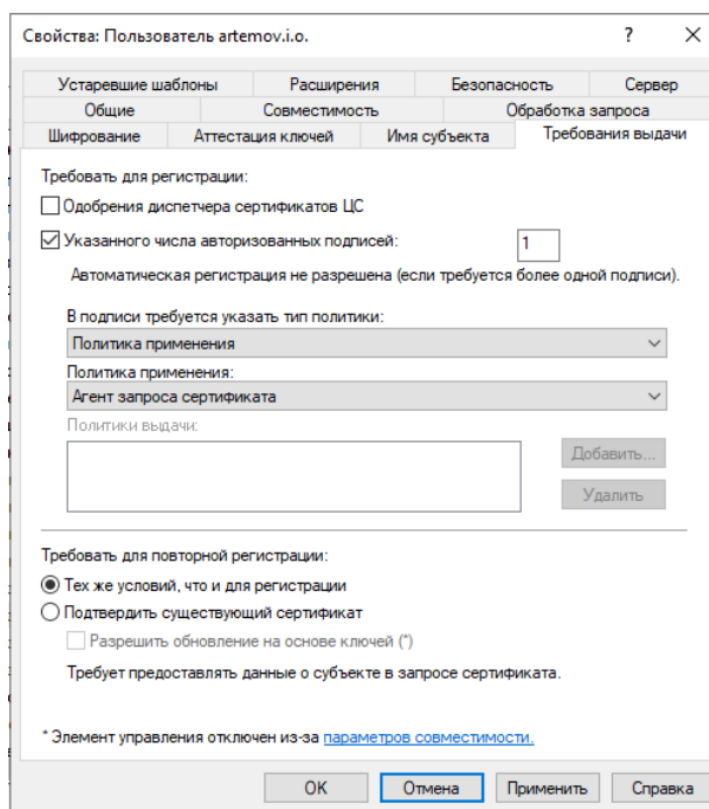 Свойства: Пользователь artemov.i.o.
Устаревшие шаблоны Расширения Безопасность Сервер
Общие Совместимость Обработка запроса
Шифрование Аттестация ключей Имя субъекта Требования выдачи
Требовать для регистрации:
Одобрения диспетчера сертификатов ЦС
Указанного числа авторизованных подписей: 1
Автоматическая регистрация не разрешена (если требуется более одной подписи).
В подписи требуется указать тип политики:
Политика применения
Политика применения:
Агент запроса сертификата
Политики выдачи:
Добавить...
Удалить
Требовать для повторной регистрации:
Тех же условий, что и для регистрации
Подтвердить существующий сертификат
Разрешить обновление на основе ключей (*)
Требует предоставлять данные о субъекте в запросе сертификата.
* Элемент управления отключен из-за параметров совместимости.
ОК Отмена Применить Справка